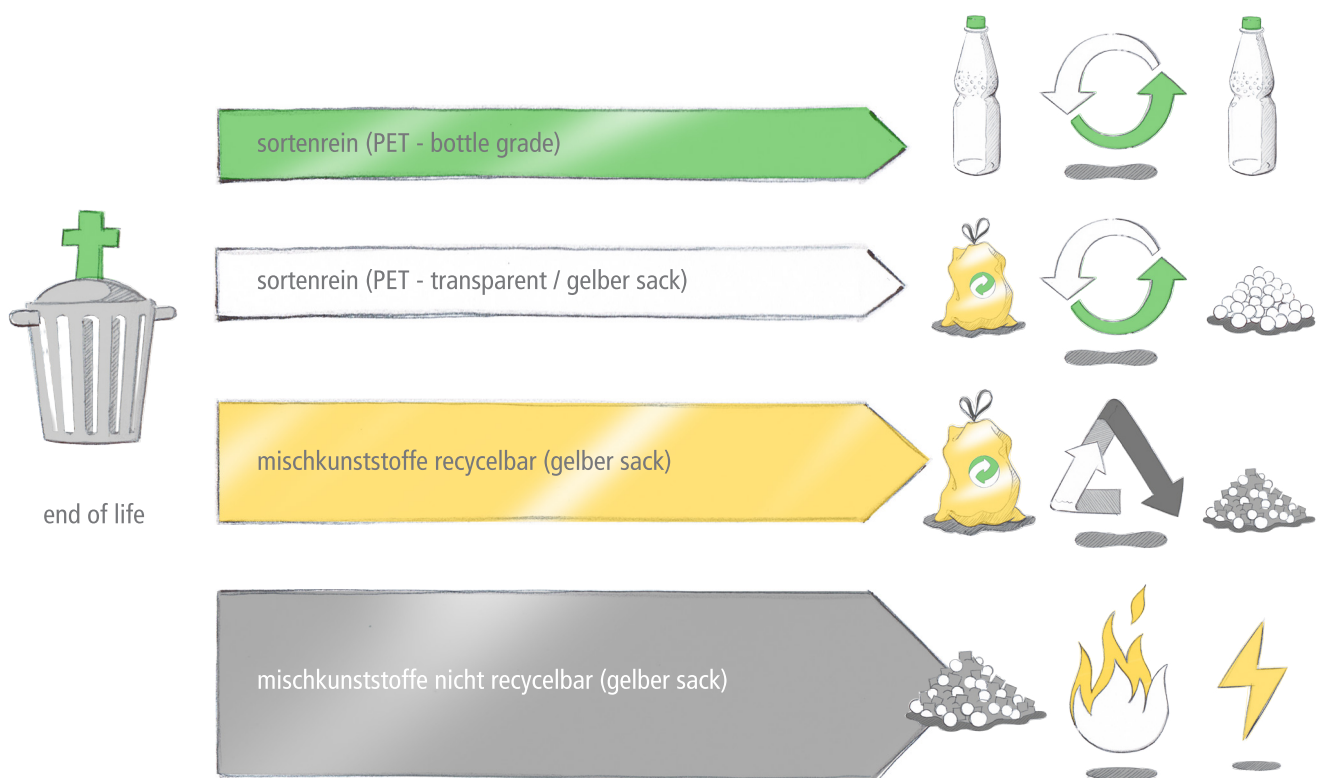 sortenrein (PET - bottle grade)
sortenrein (PET - transparent / gelber sack)
mischkunststoffe recycelbar (gelber sack)
end of life
mischkunststoffe nicht recycelbar (gelber sack)